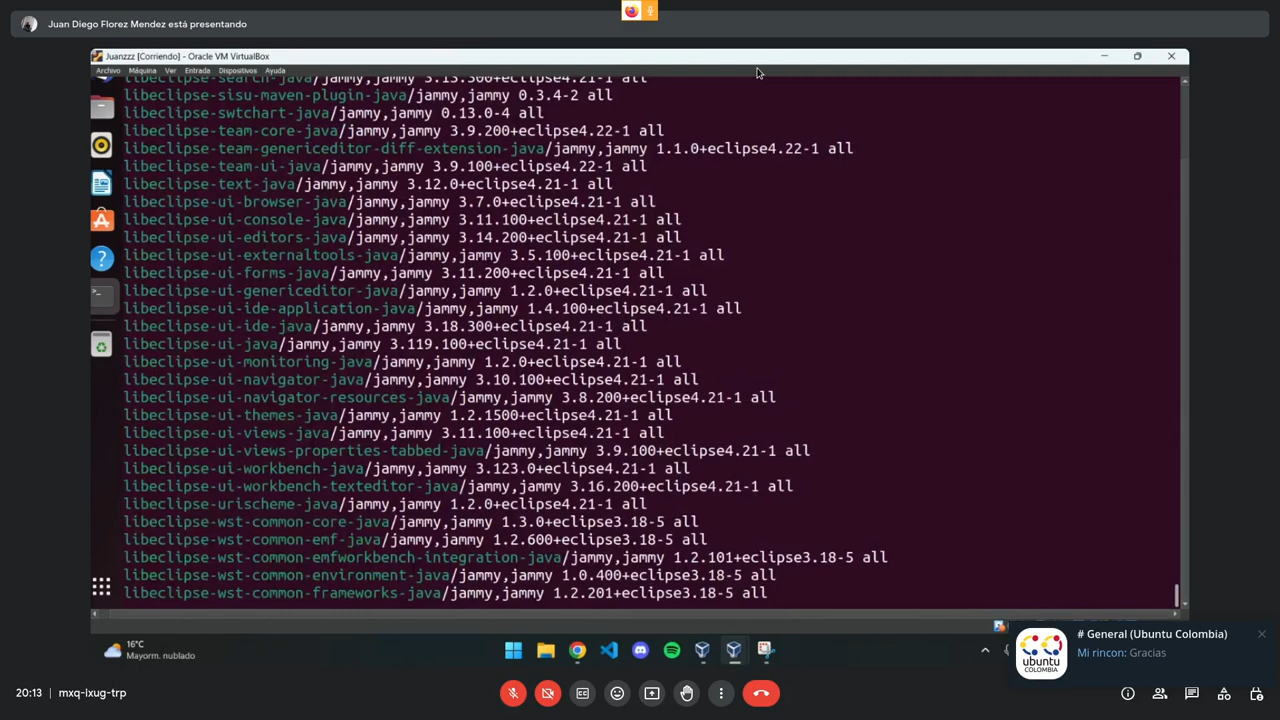 Juan Diego Florez Mendez está presentando
Juanzzz [Corriendo] - Oracle VM VirtualBox
Archivo Máquina Ver Entrada Dispositivos Ayuda
libeclipse-search-java/jammy,jammy 3.13.300+eclipse4.21-1 all
libeclipse-sisu-maven-plugin-java/jammy,jammy 0.3.4-2 all
libeclipse-swtchart-java/jammy,jammy 0.13.0-4 all
libeclipse-team-core-java/jammy,jammy 3.9.200+eclipse4.22-1 all
libeclipse-team-genericeditor-diff-extension-java/jammy,jammy 1.1.0+eclipse4.22-1 all
libeclipse-team-ui-java/jammy,jammy 3.9.100+eclipse4.22-1 all
libeclipse-text-java/jammy,jammy 3.12.0+eclipse4.21-1 all
libeclipse-ui-browser-java/jammy,jammy 3.7.0+eclipse4.21-1 all
libeclipse-ui-console-java/jammy,jammy 3.11.100+eclipse4.21-1 all
libeclipse-ui-editors-java/jammy,jammy 3.14.200+eclipse4.21-1 all
libeclipse-ui-externaltools-java/jammy,jammy 3.5.100+eclipse4.21-1 all
libeclipse-ui-forms-java/jammy,jammy 3.11.200+eclipse4.21-1 all
libeclipse-ui-genericeditor-java/jammy,jammy 1.2.0+eclipse4.21-1 all
libeclipse-ui-ide-application-java/jammy,jammy 1.4.100+eclipse4.21-1 all
libeclipse-ui-ide-java/jammy,jammy 3.18.300+eclipse4.21-1 all
libeclipse-ui-java/jammy,jammy 3.119.100+eclipse4.21-1 all
libeclipse-ui-monitoring-java/jammy,jammy 1.2.0+eclipse4.21-1 all
libeclipse-ui-navigator-java/jammy,jammy 3.10.100+eclipse4.21-1 all
libeclipse-ui-navigator-resources-java/jammy,jammy 3.8.200+eclipse4.21-1 all
libeclipse-ui-themes-java/jammy,jammy 1.2.1500+eclipse4.21-1 all
libeclipse-ui-views-java/jammy,jammy 3.11.100+eclipse4.21-1 all
libeclipse-ui-views-properties-tabbed-java/jammy,jammy 3.9.100+eclipse4.21-1 all
libeclipse-ui-workbench-java/jammy,jammy 3.123.0+eclipse4.21-1 all
libeclipse-ui-workbench-texteditor-java/jammy,jammy 3.16.200+eclipse4.21-1 all
libeclipse-urischeme-java/jammy,jammy 1.2.0+eclipse4.21-1 all
libeclipse-wst-common-core-java/jammy,jammy 1.3.0+eclipse3.18-5 all
libeclipse-wst-common-emf-java/jammy,jammy 1.2.600+eclipse3.18-5 all
libeclipse-wst-common-emfworkbench-integration-java/jammy,jammy 1.2.101+eclipse3.18-5 all
libeclipse-wst-common-environment-java/jammy,jammy 1.0.400+eclipse3.18-5 all
libeclipse-wst-common-frameworks-java/jammy,jammy 1.2.201+eclipse3.18-5 all
# General (Ubuntu Colombia)
Mi rincon: Gracias
ubuntu
COLOMBIA
16°C
Mayorm. nublado
20:13 mxq-lxug-trp